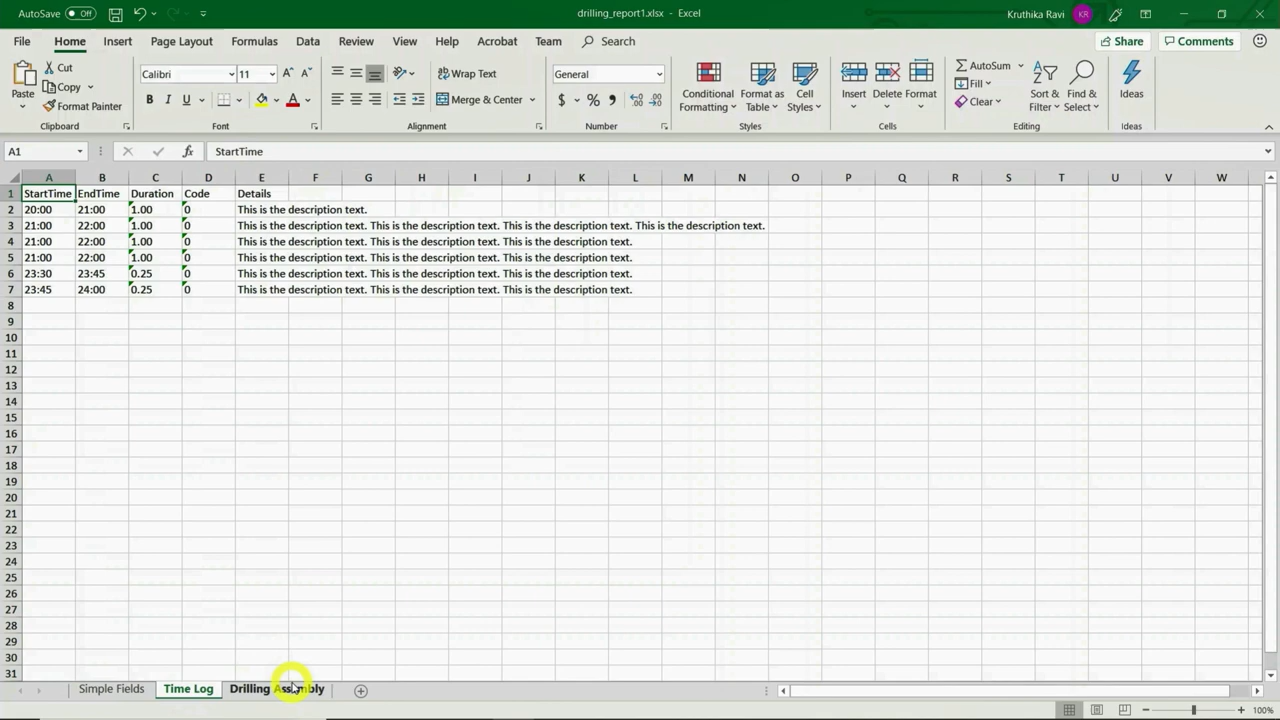 AutoSave Off drilling_report1.xlsx - Excel Kruthika Ravi KR
File Home Insert Page Layout Formulas Data Review View Help Acrobat Team Search Share Comments
Paste Cut Copy Format Painter Clipboard
Calibri 11 B I U A Font
Wrap Text Merge & Center Alignment
General $ % Number
Conditional Formatting Format as Table Cell Styles Styles
Insert Delete Format Cells
AutoSum Fill Clear Sort & Filter Find & Select Editing
Ideas Ideas
A1 fx StartTime
A B C D E F G H I J K L M N O P Q R S T U V W
1 StartTime EndTime Duration Code Details
2 20:00 21:00 1.00 0 This is the description text.
3 21:00 22:00 1.00 0 This is the description text. This is the description text. This is the description text. This is the description text.
4 21:00 22:00 1.00 0 This is the description text. This is the description text. This is the description text.
5 21:00 22:00 1.00 0 This is the description text. This is the description text. This is the description text.
6 23:30 23:45 0.25 0 This is the description text. This is the description text. This is the description text.
7 23:45 24:00 0.25 0 This is the description text. This is the description text. This is the description text.
8
9
10
11
12
13
14
15
16
17
18
19
20
21
22
23
24
25
26
27
28
29
30
31
Simple Fields Time Log Drilling Assembly
100%